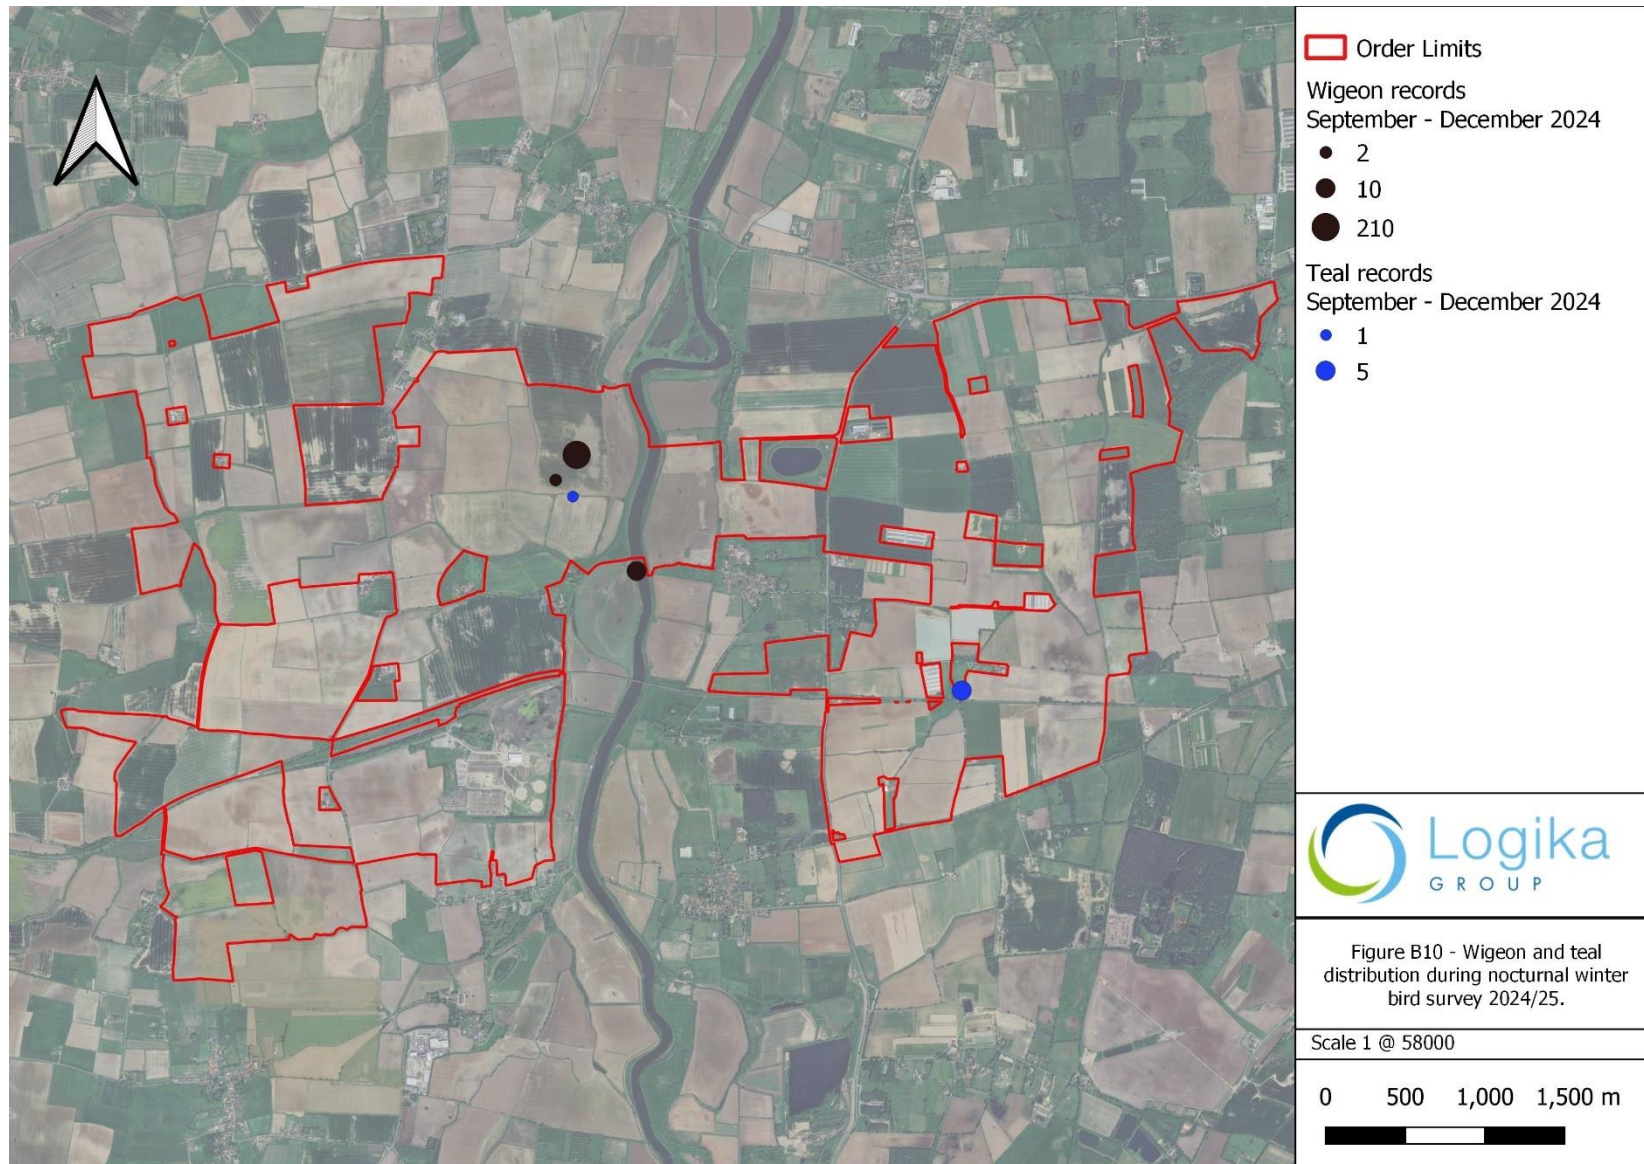 Order Limits
Wigeon records
September - December 2024
2
10
210
Teal records
September - December 2024
1
5
Logika
GROUP
Figure B10 - Wigeon and teal
distribution during nocturnal winter
bird survey 2024/25.
Scale 1 @ 58000
0 500 1,000 1,500 m